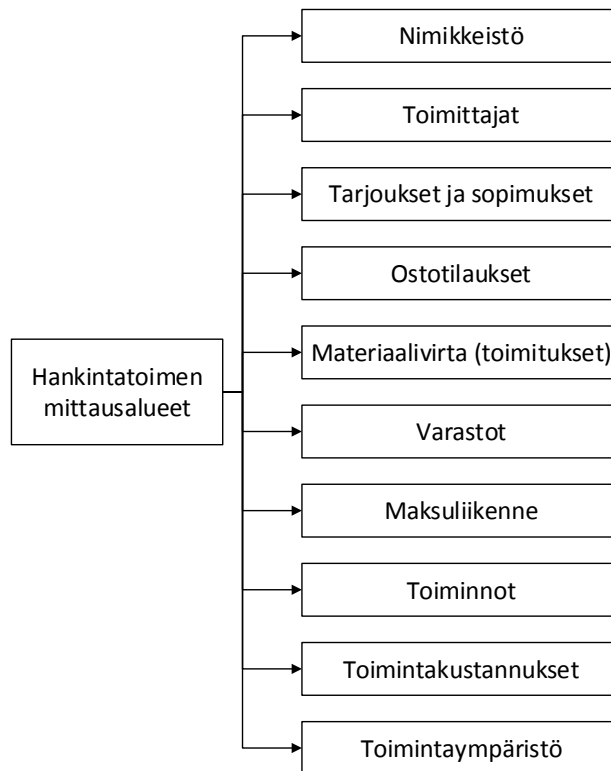 Nimikkeistö
Toimittajat
Tarjoukset ja sopimukset
Ostotilaukset
Materiaalivirta (toimitukset)
Hankintatoimen
mittausalueet
Varastot
Maksuliikenne
Toiminnot
Toimintakustannukset
Toimintaympäristö